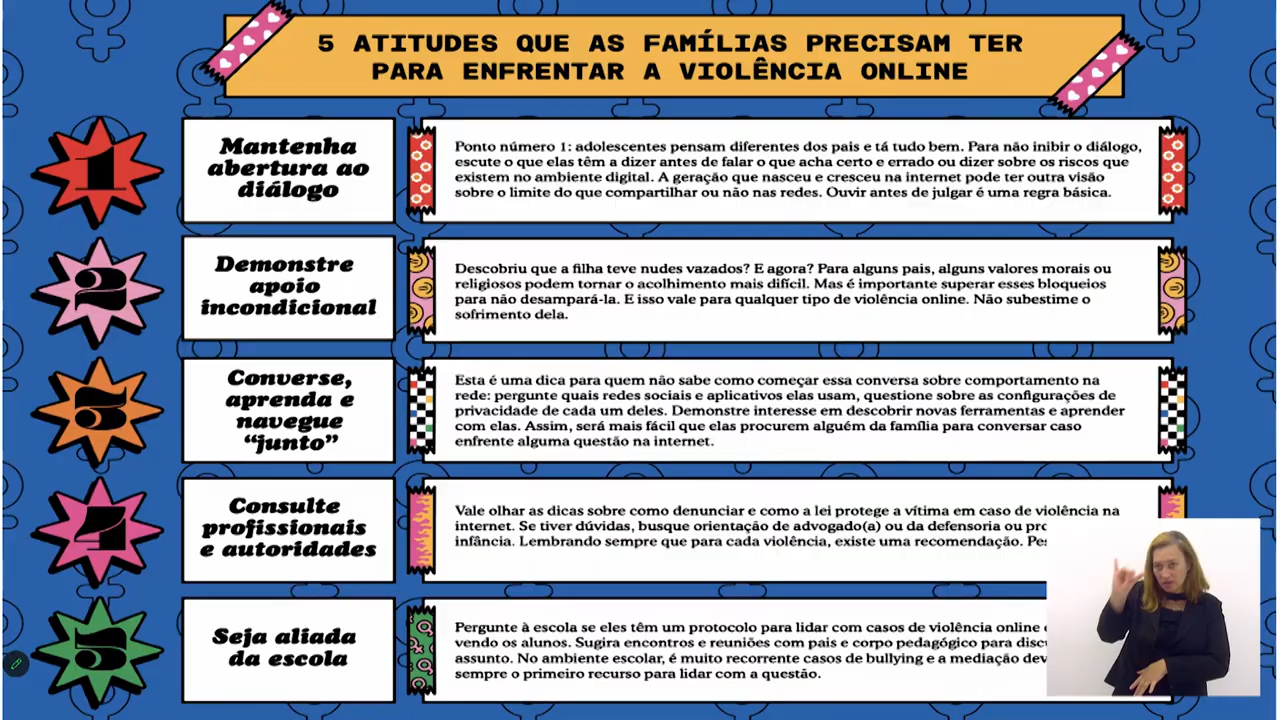 5 ATITUDES QUE AS FAMÍLIAS PRECISAM TER
PARA ENFRENTAR A VIOLÊNCIA ONLINE
1
Mantenha
abertura ao
diálogo
Ponto número 1: adolescentes pensam diferentes dos pais e tá tudo bem. Para não inibir o diálogo,
escute o que elas têm a dizer antes de falar o que acha certo e errado ou dizer sobre os riscos que
existem no ambiente digital. A geração que nasceu e cresceu na internet pode ter outra visão
sobre o limite do que compartilhar ou não nas redes. Ouvir antes de julgar é uma regra básica.
2
Demonstre
apoio
incondicional
Descobriu que a filha teve nudes vazados? E agora? Para alguns pais, alguns valores morais ou
religiosos podem tornar o acolhimento mais difícil. Mas é importante superar esses bloqueios
para não desampará-la. E isso vale para qualquer tipo de violência online. Não subestime o
sofrimento dela.
3
Converse,
aprenda e
navegue
“junto”
Esta é uma dica para quem não sabe como começar essa conversa sobre comportamento na
rede: pergunte quais redes sociais e aplicativos elas usam, questione sobre as configurações de
privacidade de cada um deles. Demonstre interesse em descobrir novas ferramentas e aprender
com elas. Assim, será mais fácil que elas procurem alguém da família para conversar caso
enfrente alguma questão na internet.
4
Consulte
profissionais
e autoridades
Vale olhar as dicas sobre como denunciar e como a lei protege a vítima em caso de violência na
internet. Se tiver dúvidas, busque orientação de advogado(a) ou da defensoria ou
infância. Lembrando sempre que para cada violência, existe uma recomendação.
5
Seja aliada
da escola
Pergunte à escola se eles têm um protocolo para lidar com casos de violência online
vendo os alunos. Sugira encontros e reuniões com pais e corpo pedagógico para
assunto. No ambiente escolar, é muito recorrente casos de bullying e a mediação
sempre o primeiro recurso para lidar com a questão.